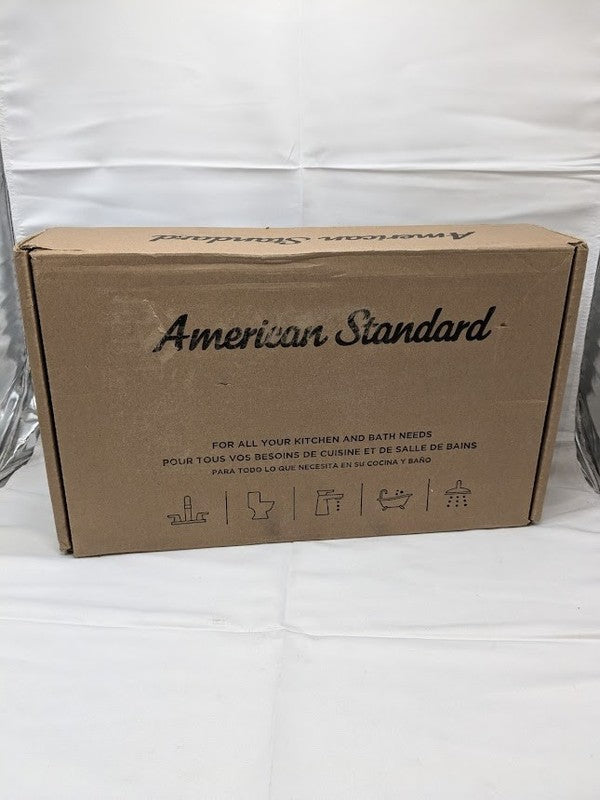 American Standard
American Standard
FOR ALL YOUR KITCHEN AND BATH NEEDS
POUR TOUS VOS BESOINS DE CUISINE ET DE SALLE DE BAINS
PARA TODO LO QUE NECESITA EN SU COCINA Y BAÑO